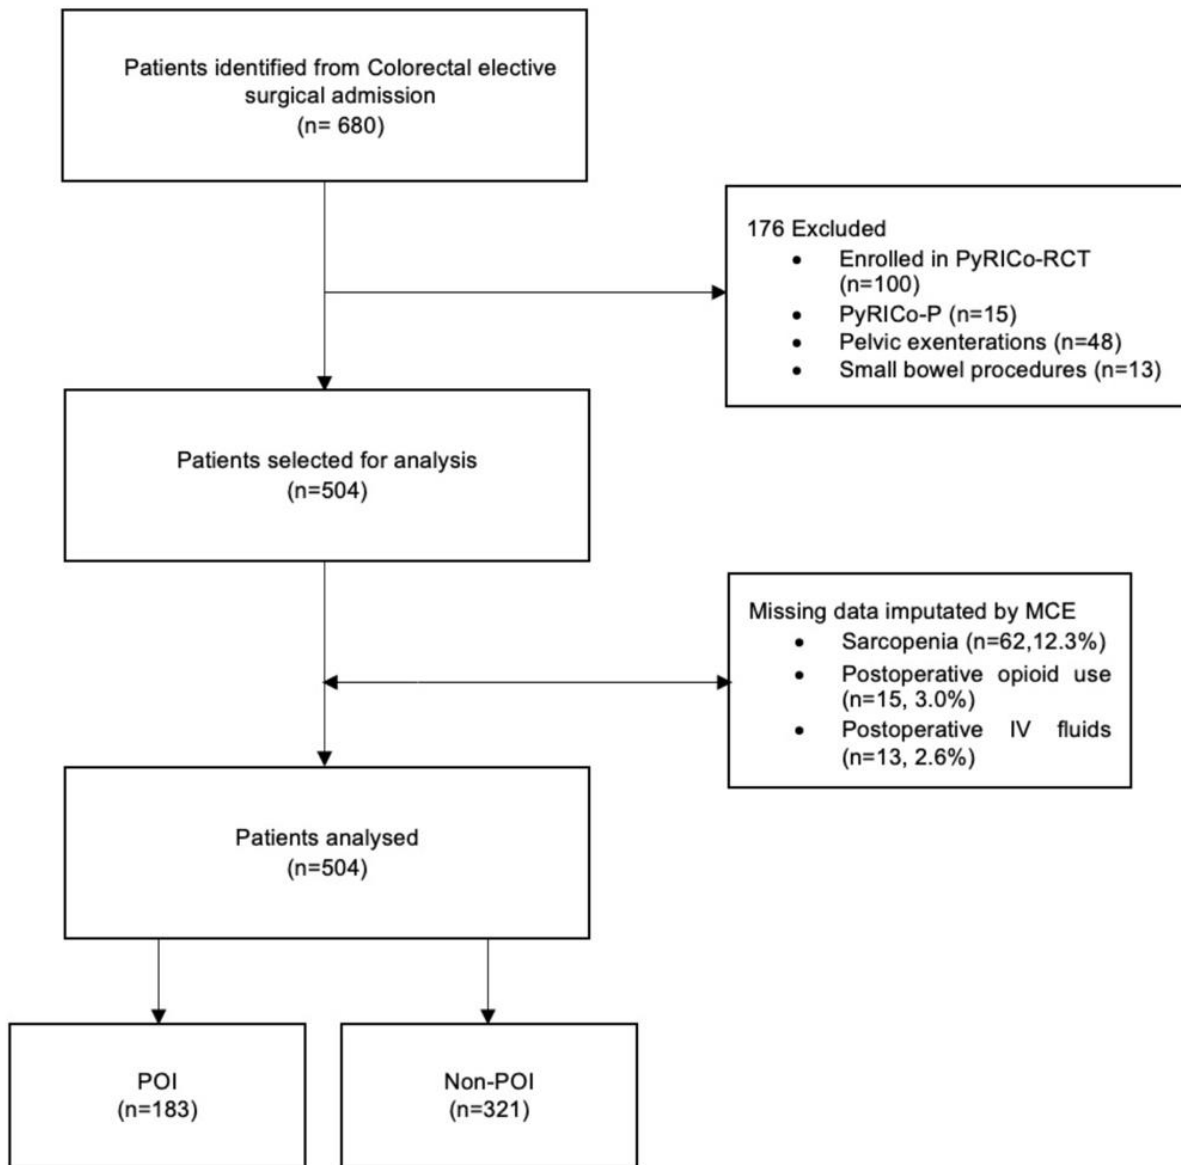 Patients identified from Colorectal elective
surgical admission
(n= 680)
176 Excluded
• Enrolled in PyRICo-RCT
(n=100)
• PyRICo-P (n=15)
• Pelvic exenterations (n=48)
• Small bowel procedures (n=13)
Patients selected for analysis
(n=504)
Missing data imputated by MCE
• Sarcopenia (n=62,12.3%)
• Postoperative opioid use
(n=15, 3.0%)
• Postoperative IV fluids
(n=13, 2.6%)
Patients analysed
(n=504)
POI
(n=183)
Non-POI
(n=321)